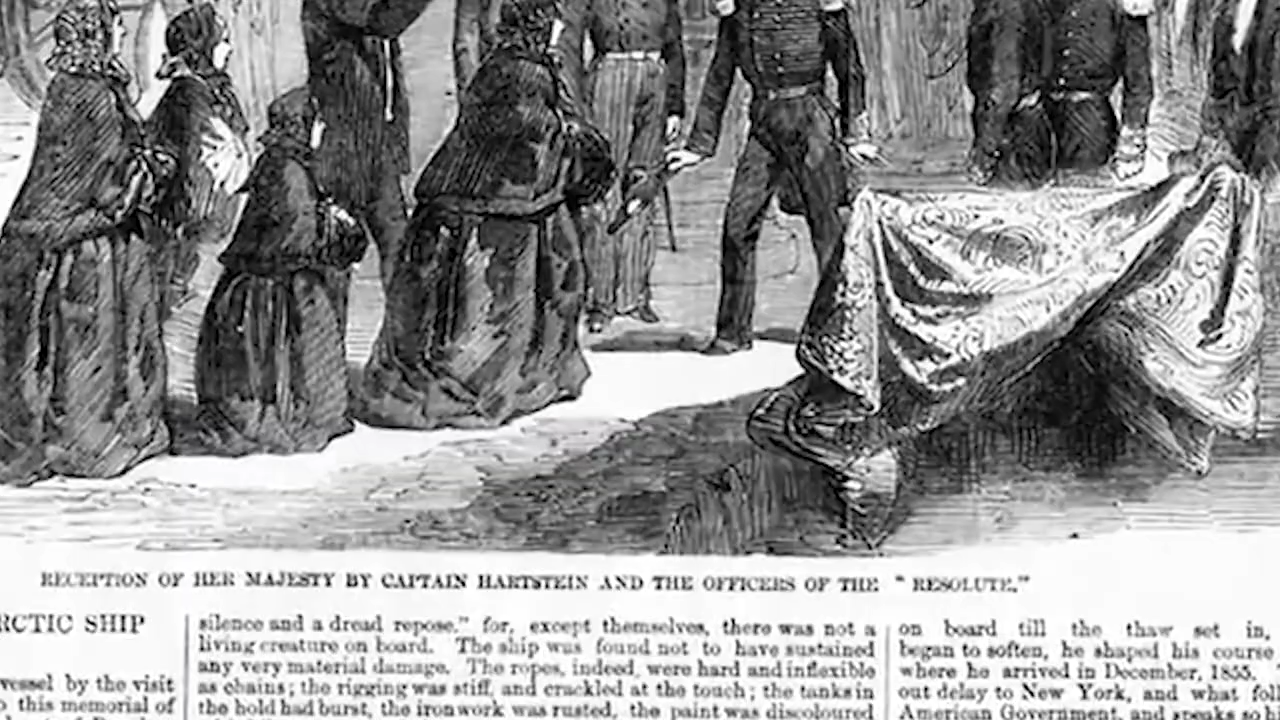 RECEPTION OF HER MAJESTY BY CAPTAIN HARTSTEIN AND THE OFFICERS OF THE "RESOLUTE."
RCTIC SHIP
vessel by the visit
this memorial of
silence and a dread repose." for, except themselves, there was not a
living creature on board. The ship was found not to have sustained
any very material damage. The ropes, indeed, were hard and inflexible
as chains; the rigging was stiff, and crackled at the touch; the tanks in
the hold had burst, the ironwork was rusted, the paint was discoloured
on board till the thaw set in,
began to soften, he shaped his course
where he arrived in December, 1855.
out delay to New York, and what fol
American Government, and speaks so hi